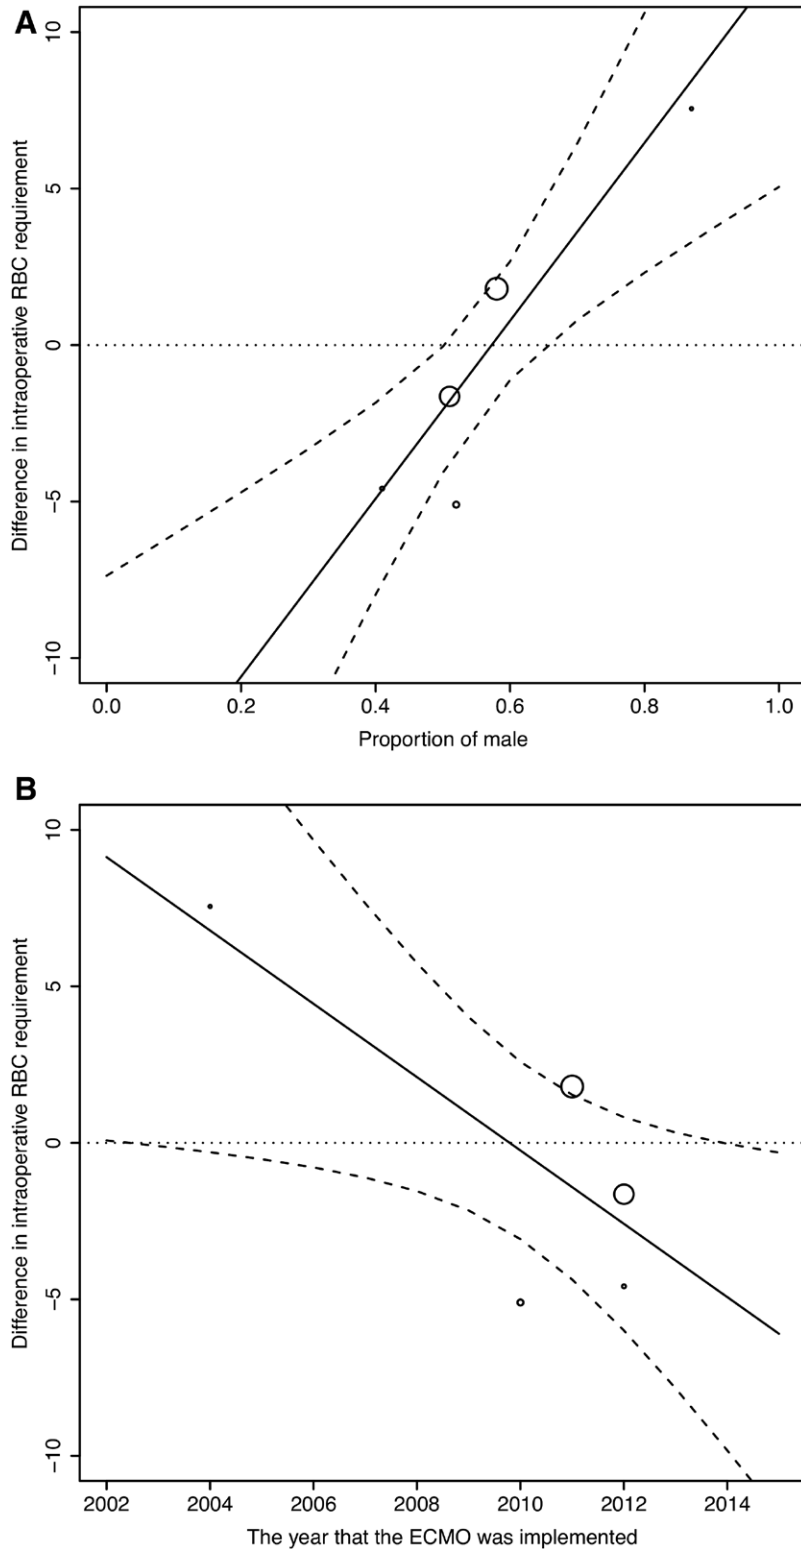 A
10
5
0
−5
−10
Difference in intraoperative RBC requirement
0.0 0.2 0.4 0.6 0.8 1.0
Proportion of male
B
10
5
0
−5
−10
Difference in intraoperative RBC requirement
2002 2004 2006 2008 2010 2012 2014
The year that the ECMO was implemented